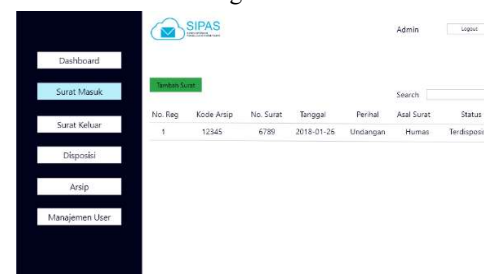 SIPAS
Admin
Logout
Dashboard
Surat Masuk
Surat Keluar
Disposisi
Arsip
Manajemen User
Tambah Surat
Search
No. Reg Kode Arsip No. Surat Tanggal Perihal Asal Surat Status
1 12345 6789 2018-01-26 Undangan Humas Terdisposisi